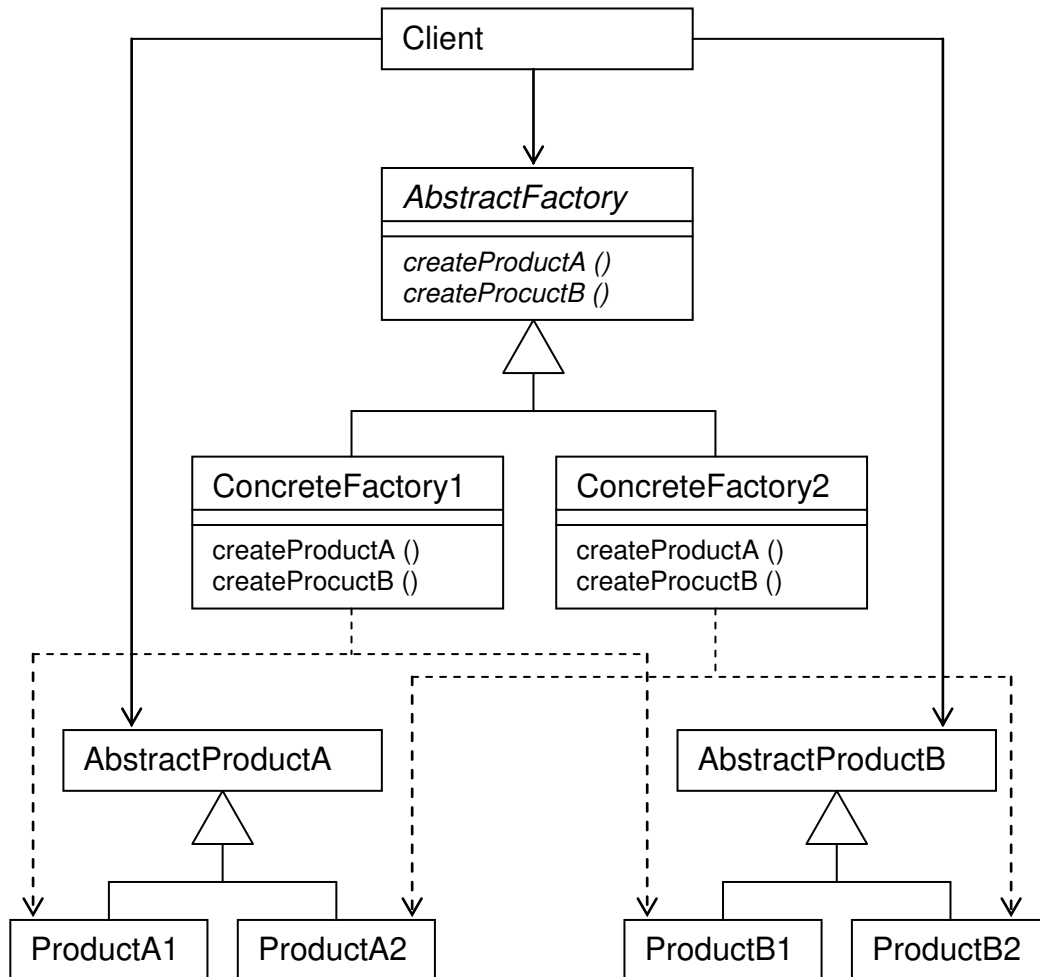 Client
AbstractFactory
createProductA ()
createProcuctB ()
ConcreteFactory1
createProductA ()
createProcuctB ()
ConcreteFactory2
createProductA ()
createProcuctB ()
AbstractProductA
AbstractProductB
ProductA1
ProductA2
ProductB1
ProductB2